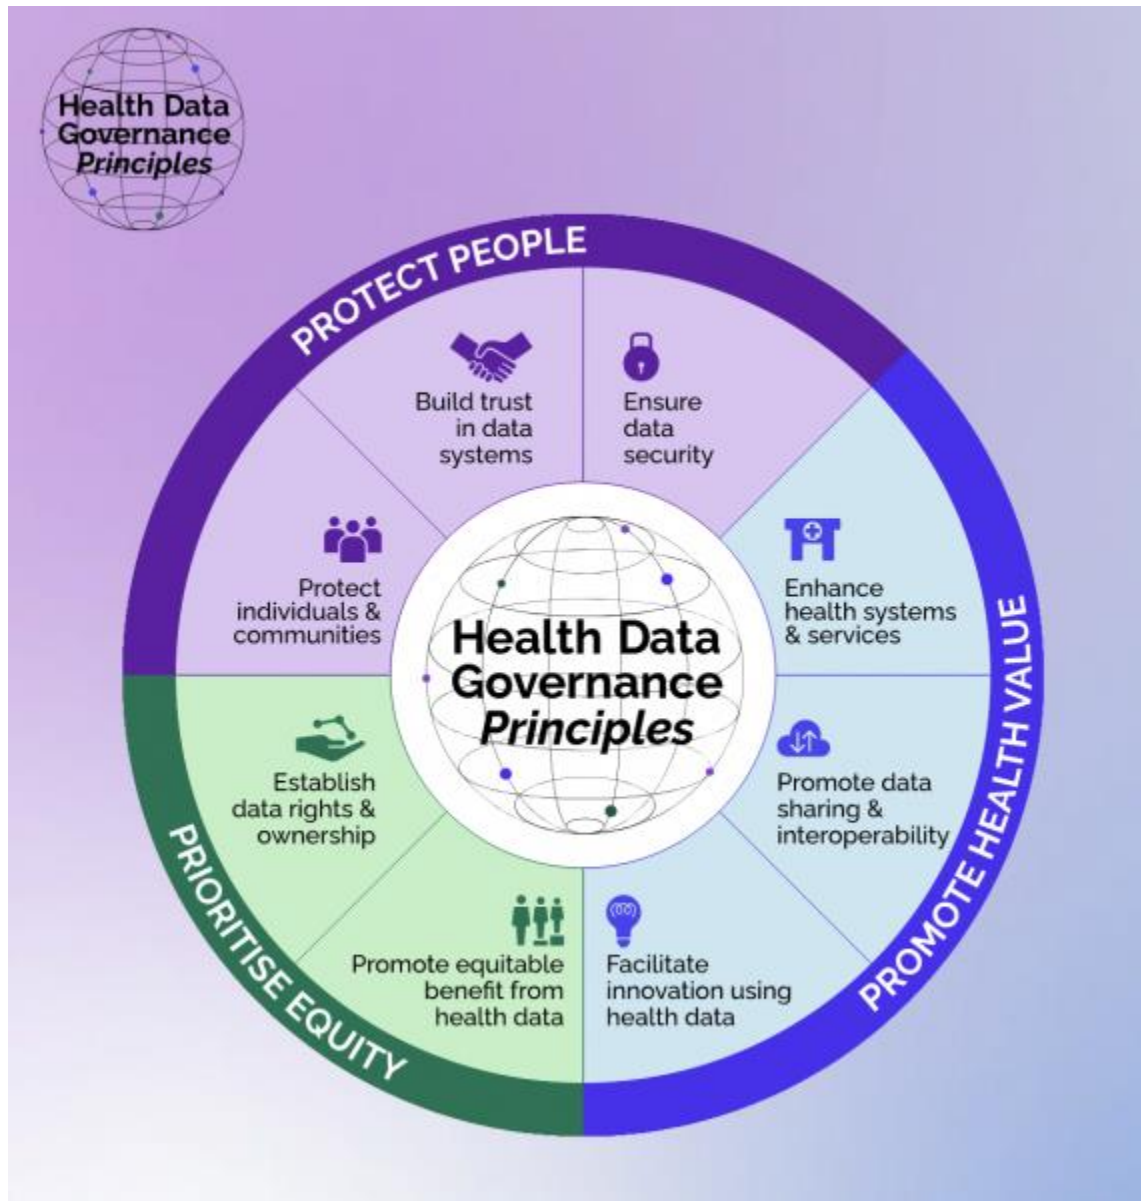 Health Data
Governance
Principles
PROTECT PEOPLE
Build trust
in data
systems
Ensure
data
security
Protect
individuals &
communities
Enhance
health systems
& services
Health Data
Governance
Principles
PROMOTE HEALTH VALUE
Establish
data rights &
ownership
Promote data
sharing &
interoperability
PRIORITISE EQUITY
Promote equitable
benefit from
health data
Facilitate
innovation using
health data